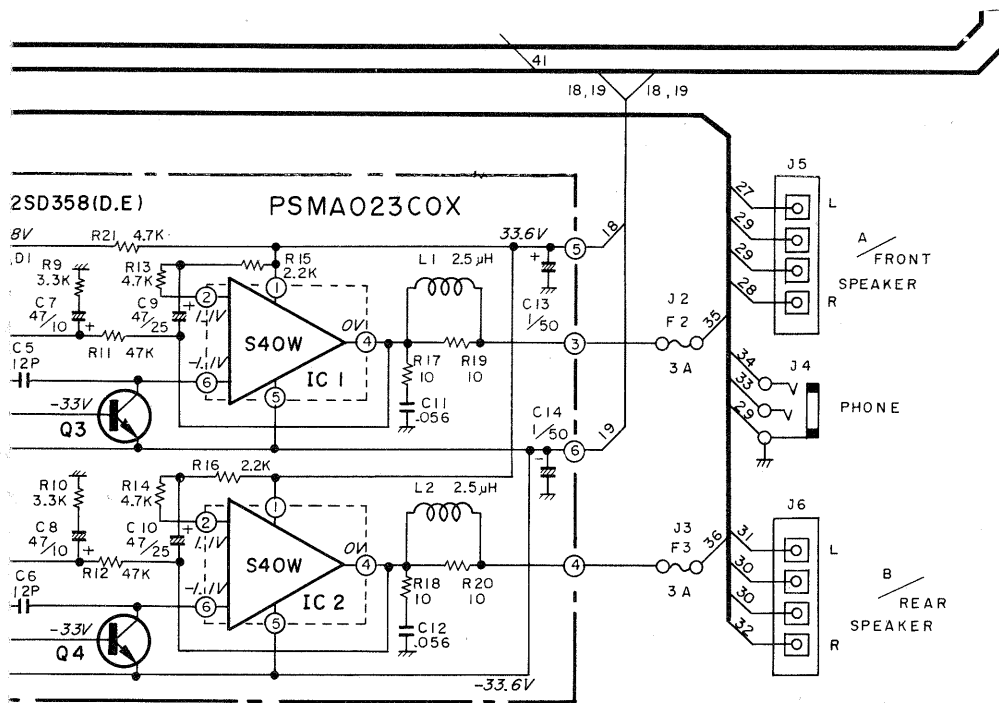 41
18,19 18,19
J5
27 L
29
29 A/FRONT
28 R SPEAKER
2SD358(D.E) PSMA023COX
8V R21 4.7K 33.6V 5 18
,D1
R9 3.3K
R13 4.7K
R15 2.2K
L1 2.5μH
C7 47/10 +
C9 47/25 +
1 2 1.1V
+ C13 1/50
0V 4
S40W
IC 1
R11 47K
C5 12P
-1.1V 6
5
R17 10
R19 10
3
J2
F2
3A
35
C11 .056
-33V
Q3
C14 1/50 -
6 19
34 J4
33 PHONE
29
R16 2.2K
R10 3.3K
R14 4.7K
L2 2.5μH
C8 47/10 +
C10 47/25 +
1 2 1.1V
0V 4
S40W
IC 2
R12 47K
C6 12P
-1.1V 6
5
R18 10
R20 10
4
J3
F3
3A
36
C12 .056
-33V
Q4
-33.6V
J6
31 L
30
30 B/REAR
32 R SPEAKER